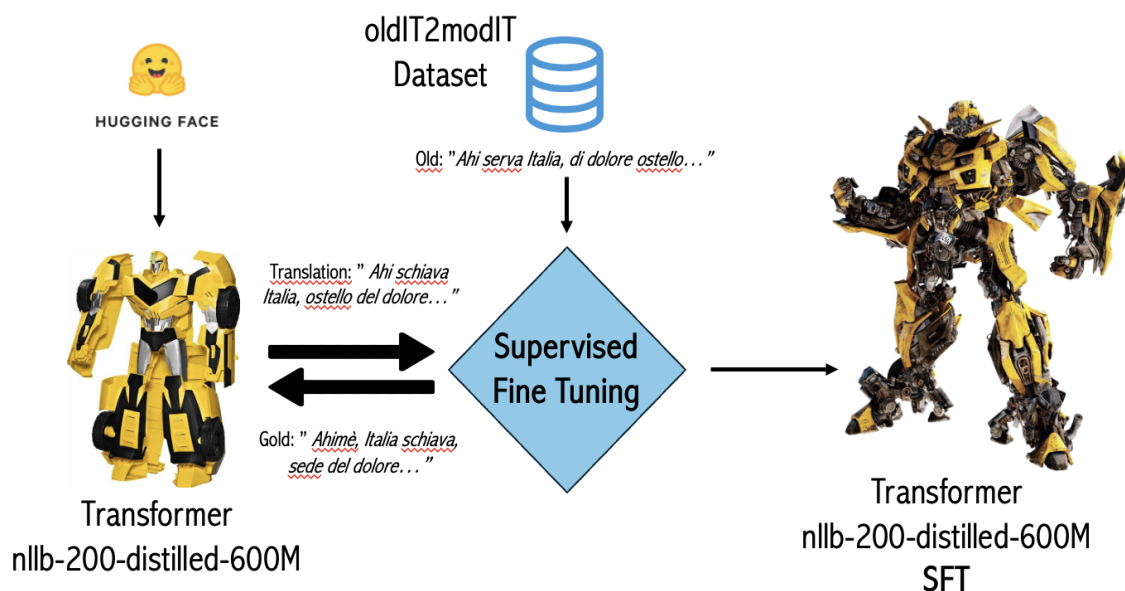 oldIT2modIT
Dataset
HUGGING FACE
Old: "Ahi serva Italia, di dolore ostello…"
Translation: " Ahi schiava
Italia, ostello del dolore…"
Supervised
Fine Tuning
Gold: " Ahimè, Italia schiava,
sede del dolore…"
Transformer
nllb-200-distilled-600M
Transformer
nllb-200-distilled-600M
SFT